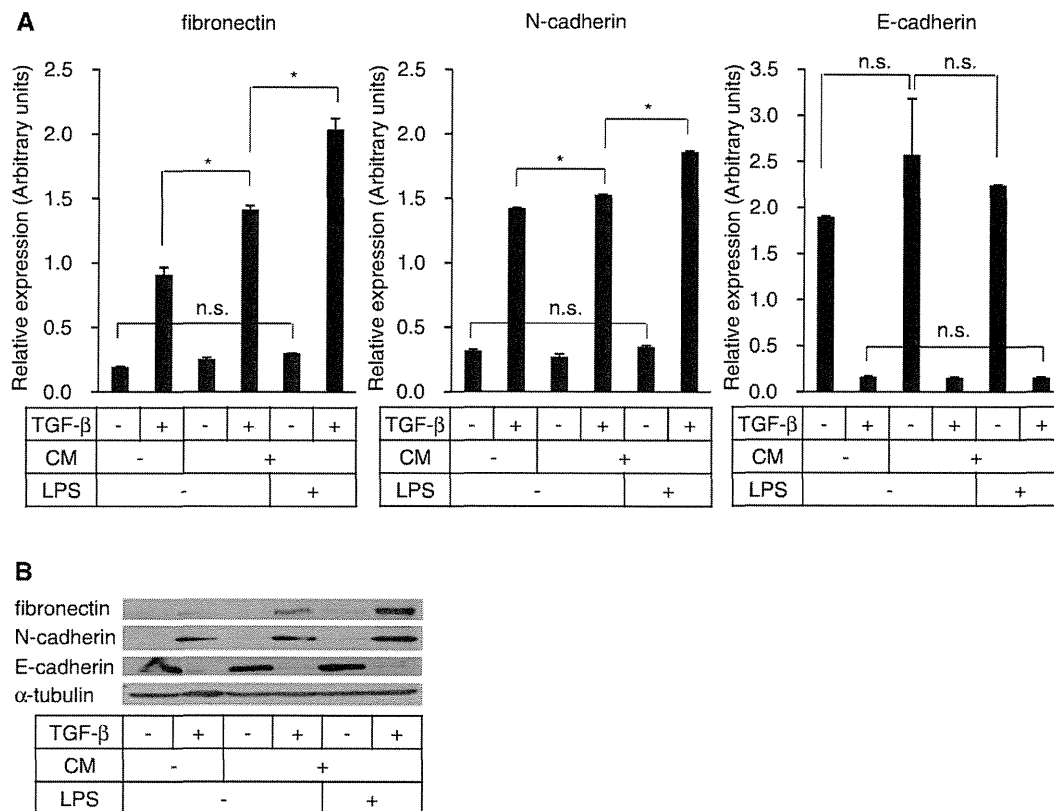 A
fibronectin
N-cadherin
E-cadherin
Relative expression (Arbitrary units)
2.5
2.0
1.5
1.0
0.5
0.0
*
*
n.s.
TGF-β - + - + - +
CM - +
LPS - +
Relative expression (Arbitrary units)
2.5
2.0
1.5
1.0
0.5
0.0
*
*
n.s.
TGF-β - + - + - +
CM - +
LPS - +
Relative expression (Arbitrary units)
3.5
3.0
2.5
2.0
1.5
1.0
0.5
0.0
n.s.
n.s.
n.s.
TGF-β - + - + - +
CM - +
LPS - +
B
fibronectin
N-cadherin
E-cadherin
α-tubulin
TGF-β - + - + - +
CM - +
LPS - +